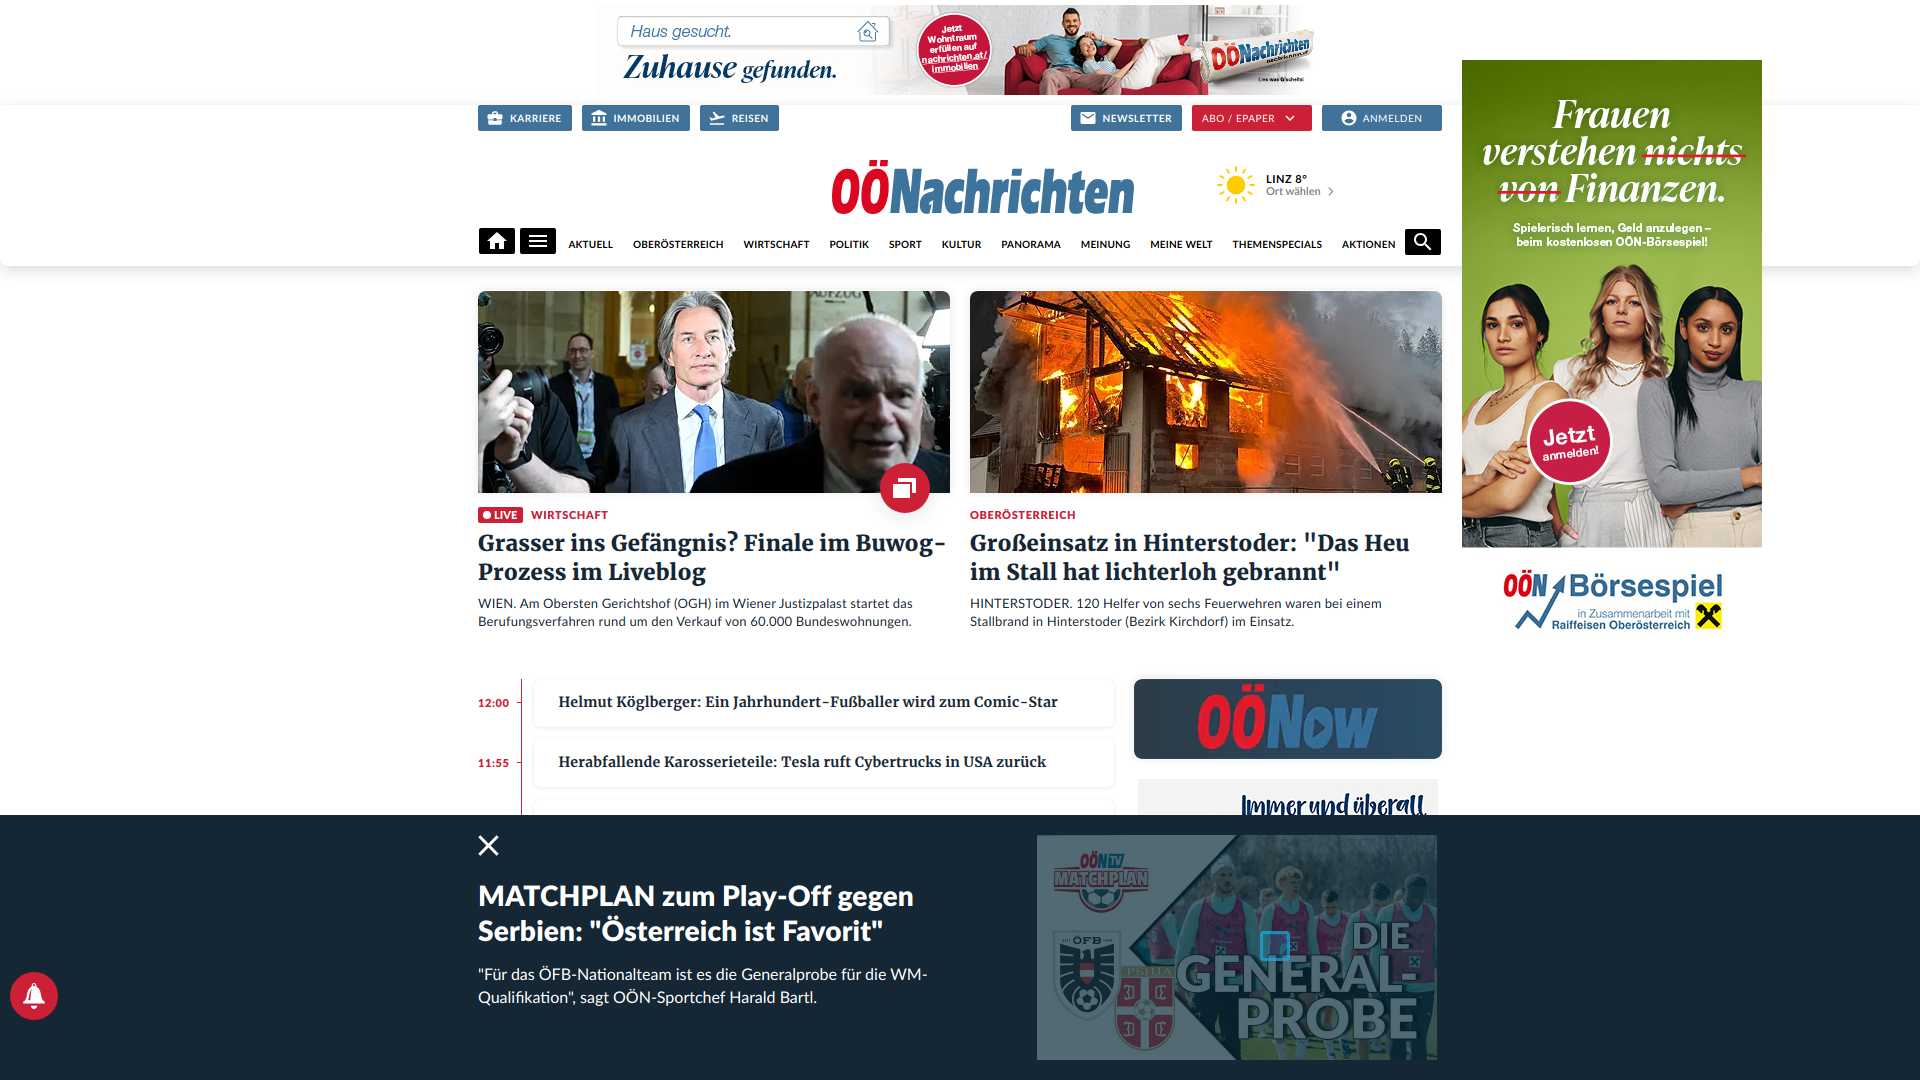 Haus gesucht.
Zuhause gefunden.
Jetzt
Wohntraum
erfüllen auf
nachrichten.at/
immobilien
OÖNachrichten
Lies was G'scheits!
KARRIERE
IMMOBILIEN
REISEN
NEWSLETTER
ABO / EPAPER
ANMELDEN
OÖNachrichten
LINZ 8°
Ort wählen
AKTUELL
OBERÖSTERREICH
WIRTSCHAFT
POLITIK
SPORT
KULTUR
PANORAMA
MEINUNG
MEINE WELT
THEMENSPECIALS
AKTIONEN
Frauen
verstehen nichts
von Finanzen.
Spielerisch lernen, Geld anzulegen –
beim kostenlosen OÖN-Börsespiel!
Jetzt
anmelden!
OÖN Börsespiel
in Zusammenarbeit mit
Raiffeisen Oberösterreich
AUFZUG
LIVE WIRTSCHAFT
Grasser ins Gefängnis? Finale im Buwog-
Prozess im Liveblog
WIEN. Am Obersten Gerichtshof (OGH) im Wiener Justizpalast startet das
Berufungsverfahren rund um den Verkauf von 60.000 Bundeswohnungen.
OBERÖSTERREICH
Großeinsatz in Hinterstoder: "Das Heu
im Stall hat lichterloh gebrannt"
HINTERSTODER. 120 Helfer von sechs Feuerwehren waren bei einem
Stallbrand in Hinterstoder (Bezirk Kirchdorf) im Einsatz.
12:00 Helmut Köglberger: Ein Jahrhundert-Fußballer wird zum Comic-Star
11:55 Herabfallende Karosserieteile: Tesla ruft Cybertrucks in USA zurück
OÖNow
Immer und überall
MATCHPLAN zum Play-Off gegen
Serbien: "Österreich ist Favorit"
"Für das ÖFB-Nationalteam ist es die Generalprobe für die WM-
Qualifikation", sagt OÖN-Sportchef Harald Bartl.
OÖN TV
MATCHPLAN
ÖFB
DIE
GENERAL-
PROBE